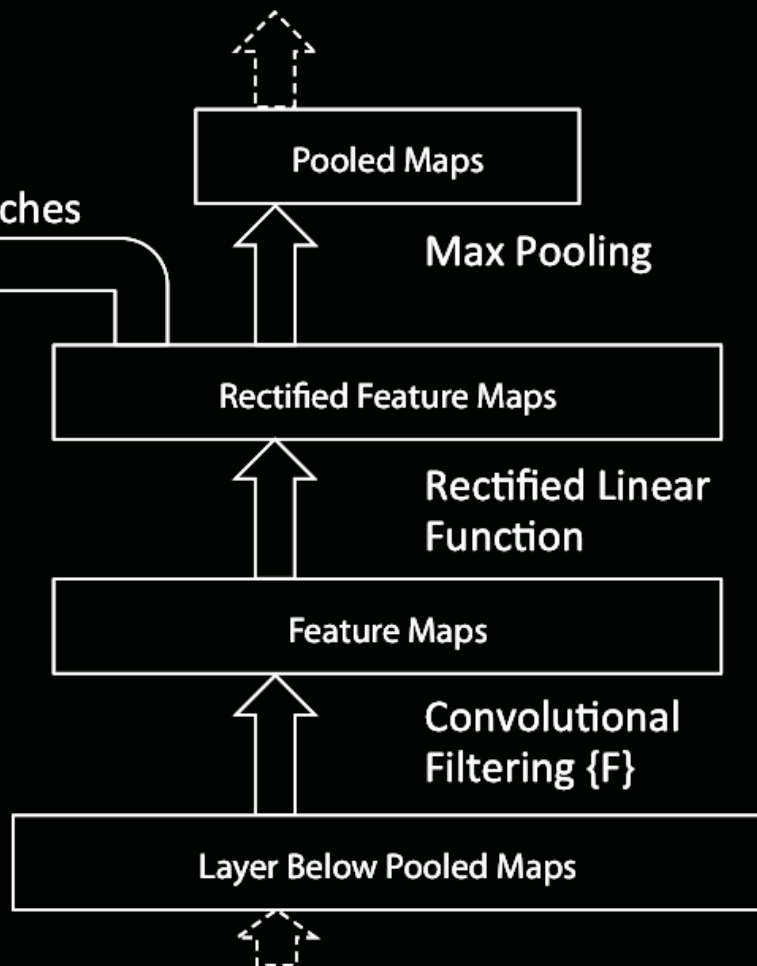 Pooled Maps
ches
Max Pooling
Rectified Feature Maps
Rectified Linear
Function
Feature Maps
Convolutional
Filtering {F}
Layer Below Pooled Maps